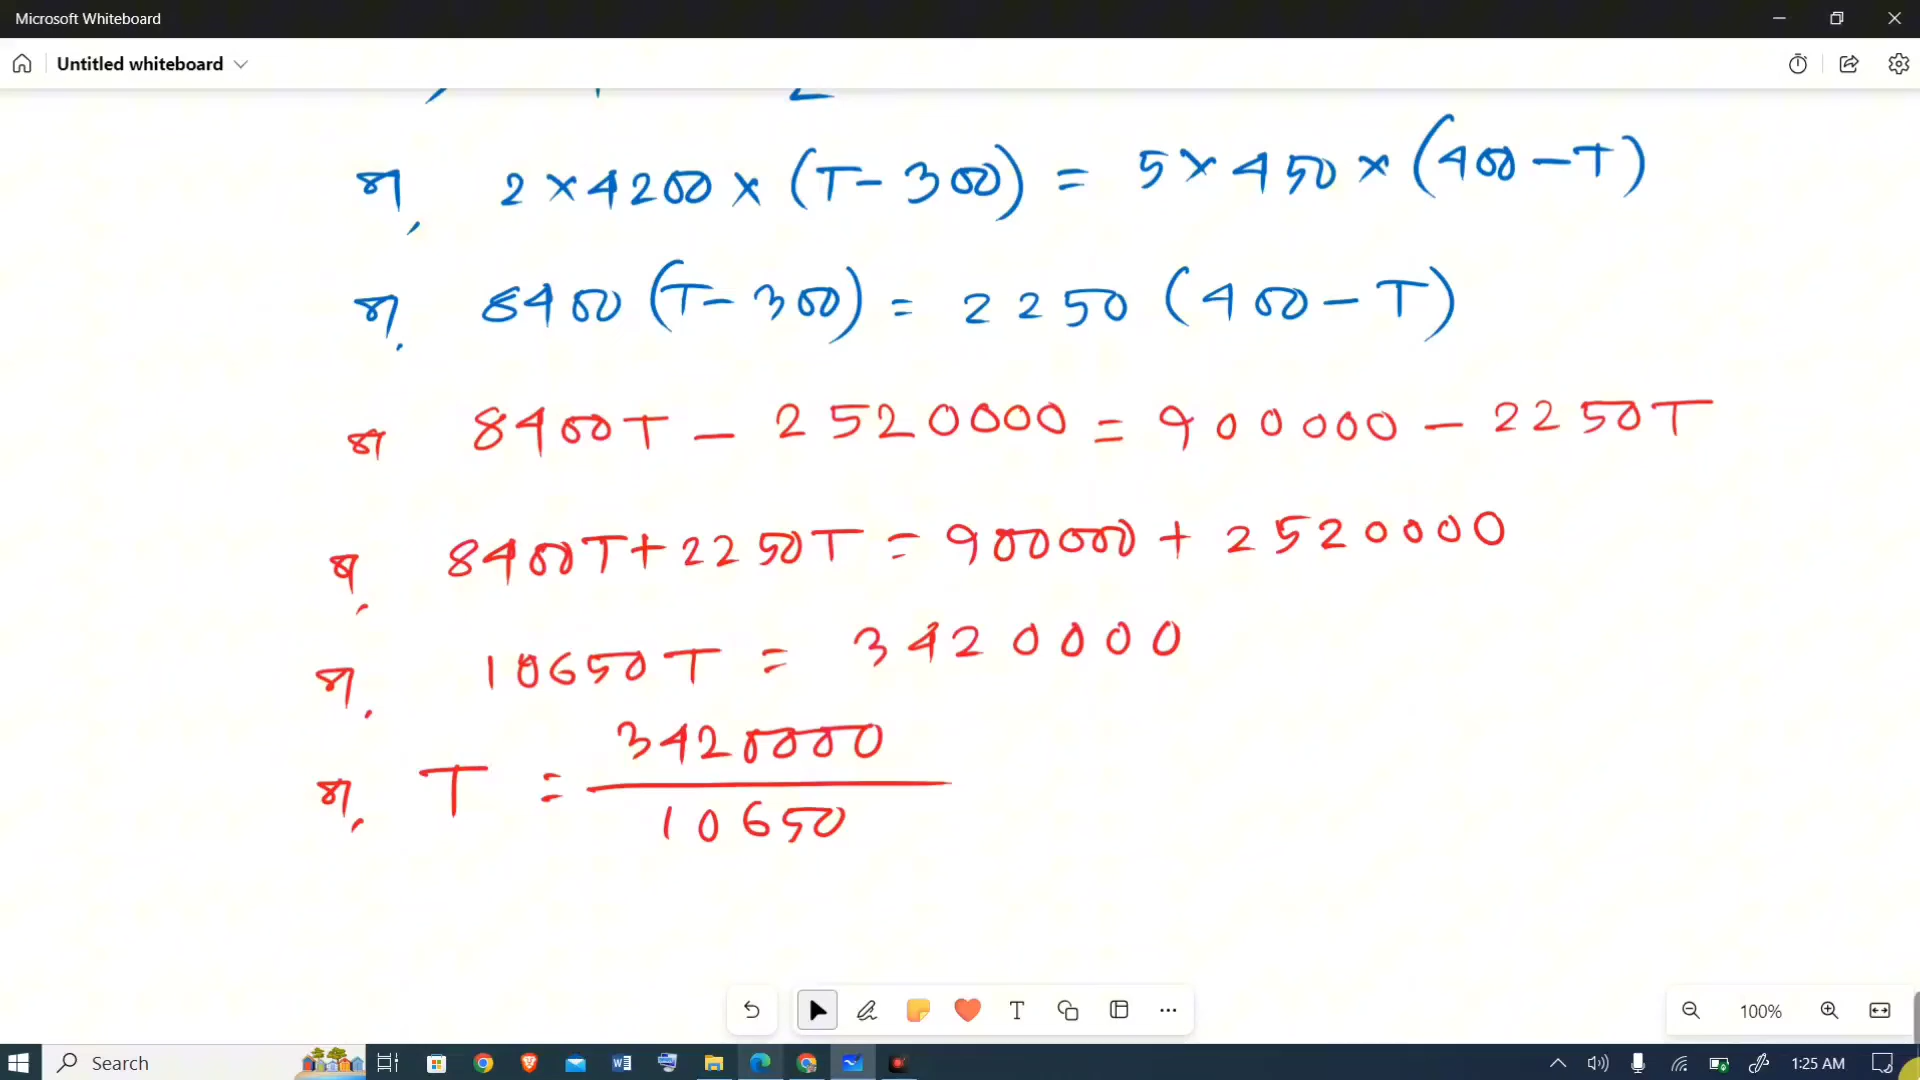 Microsoft Whiteboard
Untitled whiteboard
বা, 2 × 4200 × (T - 300) = 5 × 450 × (400 - T)
বা, 8400 (T - 300) = 2250 (400 - T)
বা 8400T - 2520000 = 900000 - 2250T
বা, 8400T + 2250T = 900000 + 2520000
বা, 10650T = 3420000
বা, T = 3420000
10650
T
100%
Search
1:25 AM